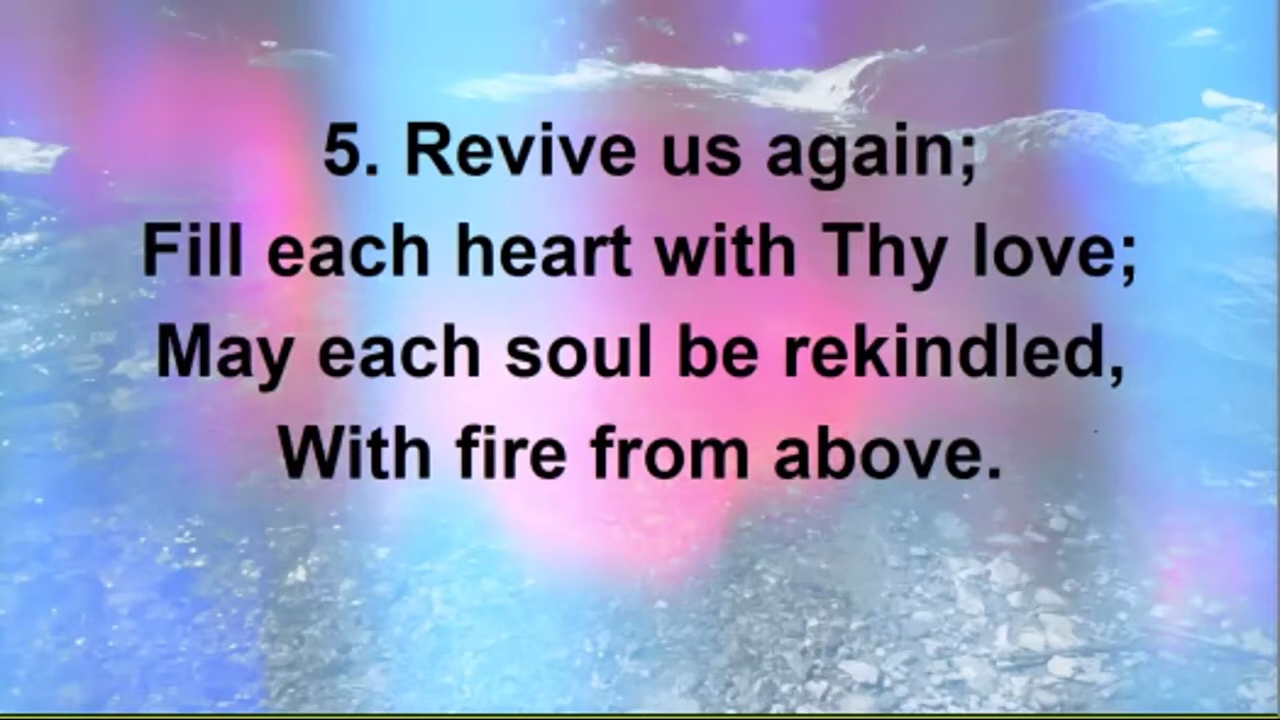 5. Revive us again;
Fill each heart with Thy love;
May each soul be rekindled,
With fire from above.